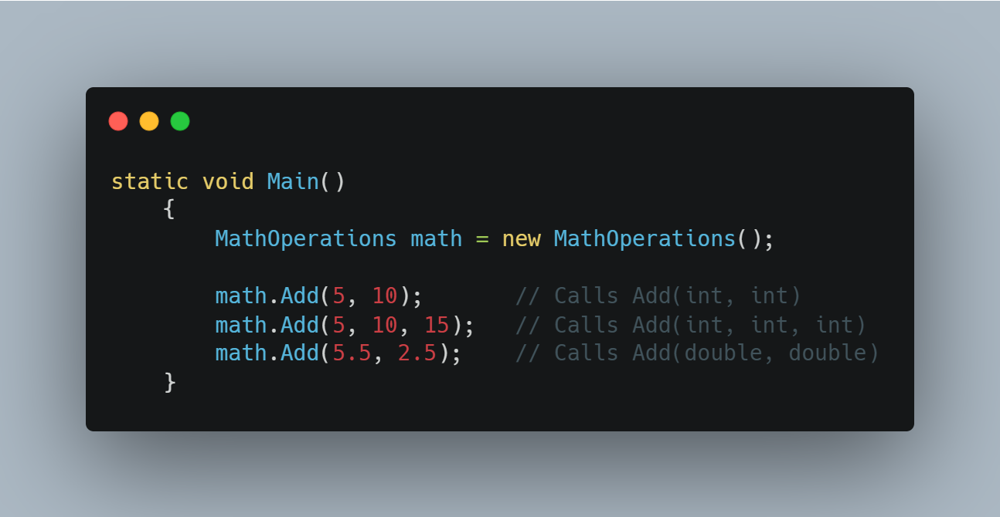 static void Main()
    {
        MathOperations math = new MathOperations();

        math.Add(5, 10);       // Calls Add(int, int)
        math.Add(5, 10, 15);   // Calls Add(int, int, int)
        math.Add(5.5, 2.5);    // Calls Add(double, double)
    }